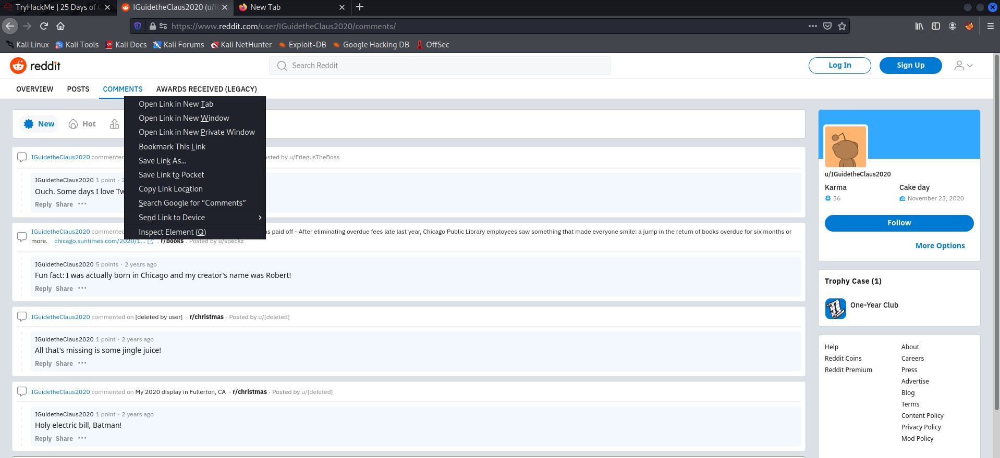 TryHackMe | 25 Days of C
IGuidetheClaus2020 (u/IG
New Tab
https://www.reddit.com/user/IGuidetheClaus2020/comments/
Kali Linux Kali Tools Kali Docs Kali Forums Kali NetHunter Exploit-DB Google Hacking DB OffSec
reddit
Search Reddit
Log In
Sign Up
OVERVIEW POSTS COMMENTS AWARDS RECEIVED (LEGACY)
Open Link in New Tab
Open Link in New Window
Open Link in New Private Window
Bookmark This Link
Save Link As...
Save Link to Pocket
Copy Link Location
Search Google for “Comments”
Send Link to Device
Inspect Element (Q)
New Hot
IGuidetheClaus2020 commented posted by u/FriegusTheBoss
IGuidetheClaus2020 1 point · 2
Ouch. Some days I love Tw
Reply Share ···
IGuidetheClaus2020 commented as paid off - After eliminating overdue fees late last year, Chicago Public Library employees saw something that made everyone smile: a jump in the return of books overdue for six months or
more. chicago.suntimes.com/2020/1... · r/books · Posted by u/speckz
IGuidetheClaus2020 5 points · 2 years ago
Fun fact: I was actually born in Chicago and my creator's name was Robert!
Reply Share ···
IGuidetheClaus2020 commented on [deleted by user] · r/christmas · Posted by u/[deleted]
IGuidetheClaus2020 1 point · 2 years ago
All that's missing is some jingle juice!
Reply Share ···
IGuidetheClaus2020 commented on My 2020 display in Fullerton, CA · r/christmas · Posted by u/[deleted]
IGuidetheClaus2020 1 point · 2 years ago
Holy electric bill, Batman!
Reply Share ···
u/IGuidetheClaus2020
Karma Cake day
36 November 23, 2020
Follow
More Options
Trophy Case (1)
One-Year Club
Help About
Reddit Coins Careers
Reddit Premium Press
Advertise
Blog
Terms
Content Policy
Privacy Policy
Mod Policy